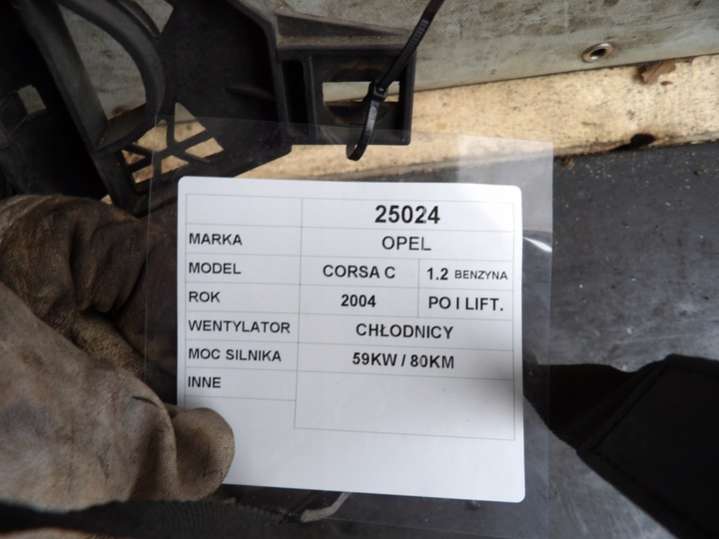 25024
MARKA OPEL
MODEL CORSA C 1.2 BENZYNA
ROK 2004 PO I LIFT.
WENTYLATOR CHŁODNICY
MOC SILNIKA 59KW / 80KM
INNE